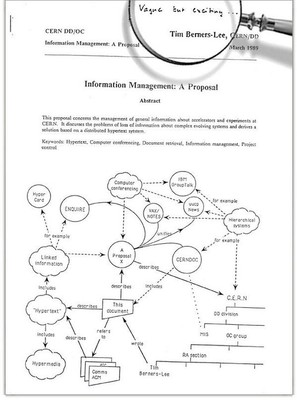 Vague but exciting ...
CERN DD/OC
Tim Berners-Lee, CERN/DD
Information Management: A Proposal
March 1989
Information Management: A Proposal
Abstract
This proposal concerns the management of general information about accelerators and experiments at
CERN. It discusses the problems of loss of information about complex evolving systems and derives a
solution based on a distributed hypertext system.
Keywords: Hypertext, Computer conferencing, Document retrieval, Information management, Project
control
Computer
conferencing
IBM
GroupTalk
Hyper
Card
for example
ENQUIRE
VAX/
NOTES
uucp
News
Hierarchical
systems
for example
unifies
for example
A
Proposal
X
Linked
information
CERNDOC
describes
includes
describes
includes
C.E.R.N
"Hypertext"
describes
This
document
DD division
refers
to
MIS
OC group
includes
wrote
RA section
Hypermedia
Comms
ACM
Tim
Berners-Lee